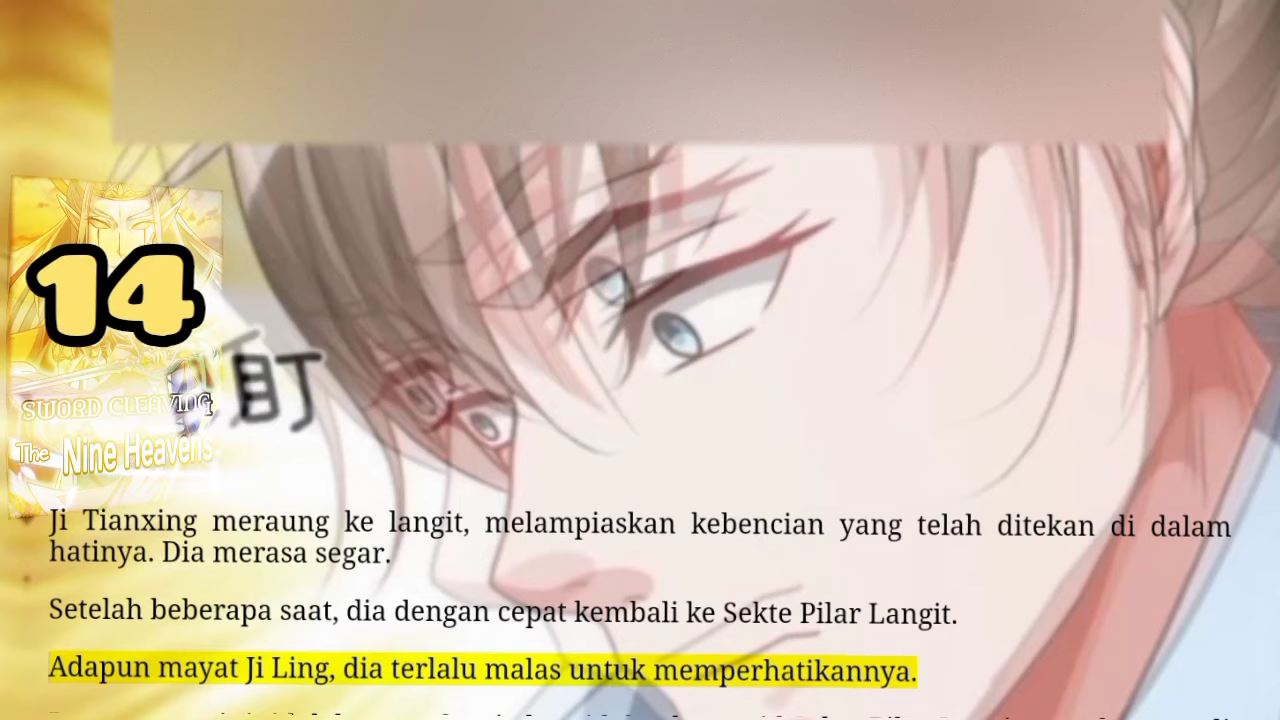 14
盯
SWORD CLEAVING
The Nine Heavens
Ji Tianxing meraung ke langit, melampiaskan kebencian yang telah ditekan di dalam
hatinya. Dia merasa segar.
Setelah beberapa saat, dia dengan cepat kembali ke Sekte Pilar Langit.
Adapun mayat Ji Ling, dia terlalu malas untuk memperhatikannya.